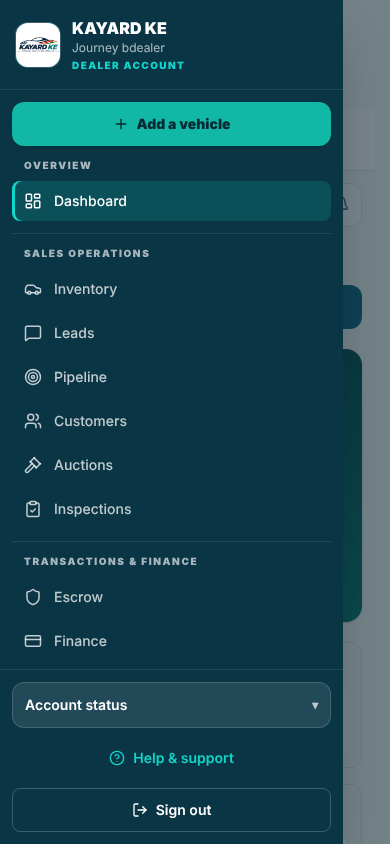 KAYARD KE
KAYARD KE
Journey bdealer
DEALER ACCOUNT
+ Add a vehicle
OVERVIEW
Dashboard
SALES OPERATIONS
Inventory
Leads
Pipeline
Customers
Auctions
Inspections
TRANSACTIONS & FINANCE
Escrow
Finance
Account status
Help & support
Sign out